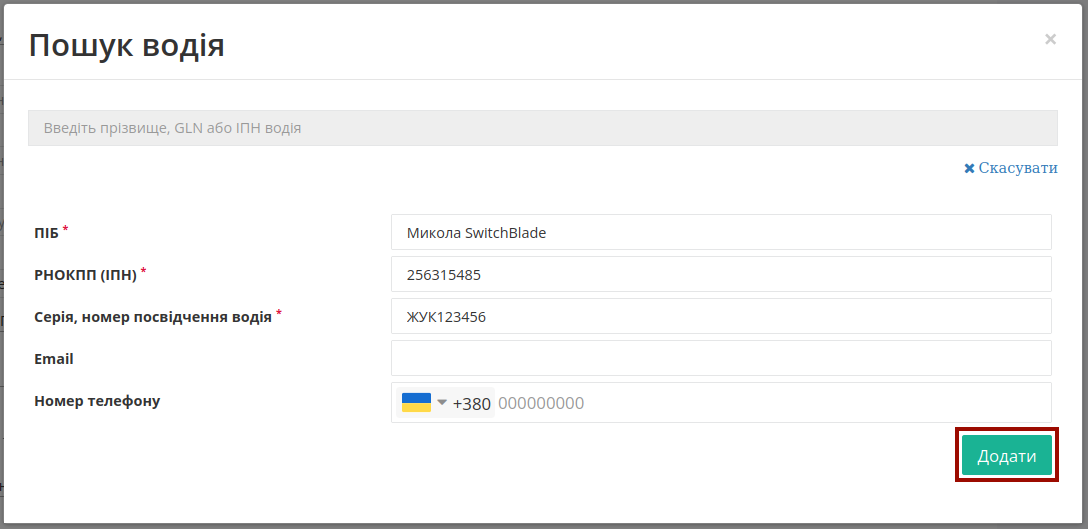 Пошук водія
×
Введіть прізвище, GLN або ІПН водія
Скасувати
ПІБ *
Микола SwitchBlade
РНОКПП (ІПН) *
256315485
Серія, номер посвідчення водія *
ЖУК123456
Email
Номер телефону
+380 000000000
Додати